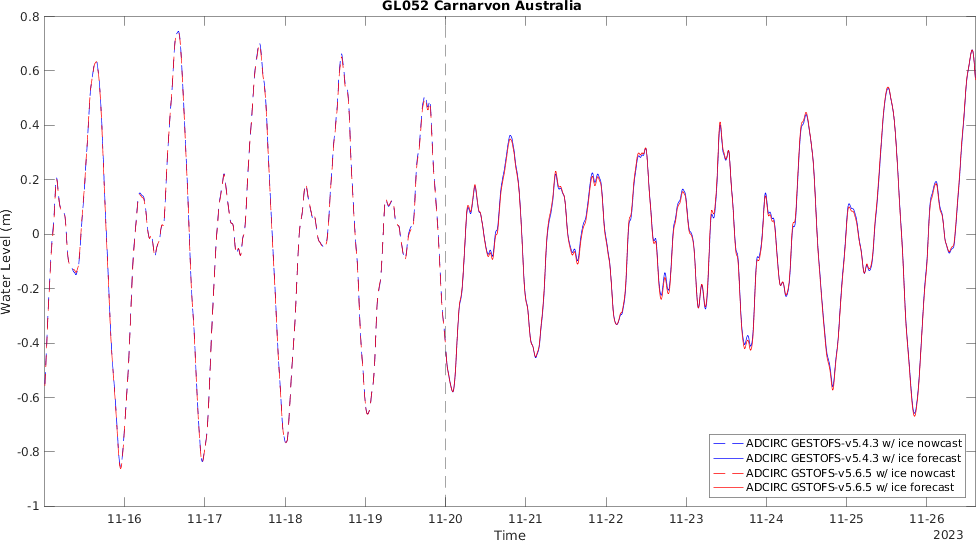 GL052 Carnarvon Australia
Water Level (m)
0.8
0.6
0.4
0.2
0
-0.2
-0.4
-0.6
-0.8
-1
ADCIRC GESTOFS-v5.4.3 w/ ice nowcast
ADCIRC GESTOFS-v5.4.3 w/ ice forecast
ADCIRC GSTOFS-v5.6.5 w/ ice nowcast
ADCIRC GSTOFS-v5.6.5 w/ ice forecast
11-16 11-17 11-18 11-19 11-20 11-21 11-22 11-23 11-24 11-25 11-26
Time
2023